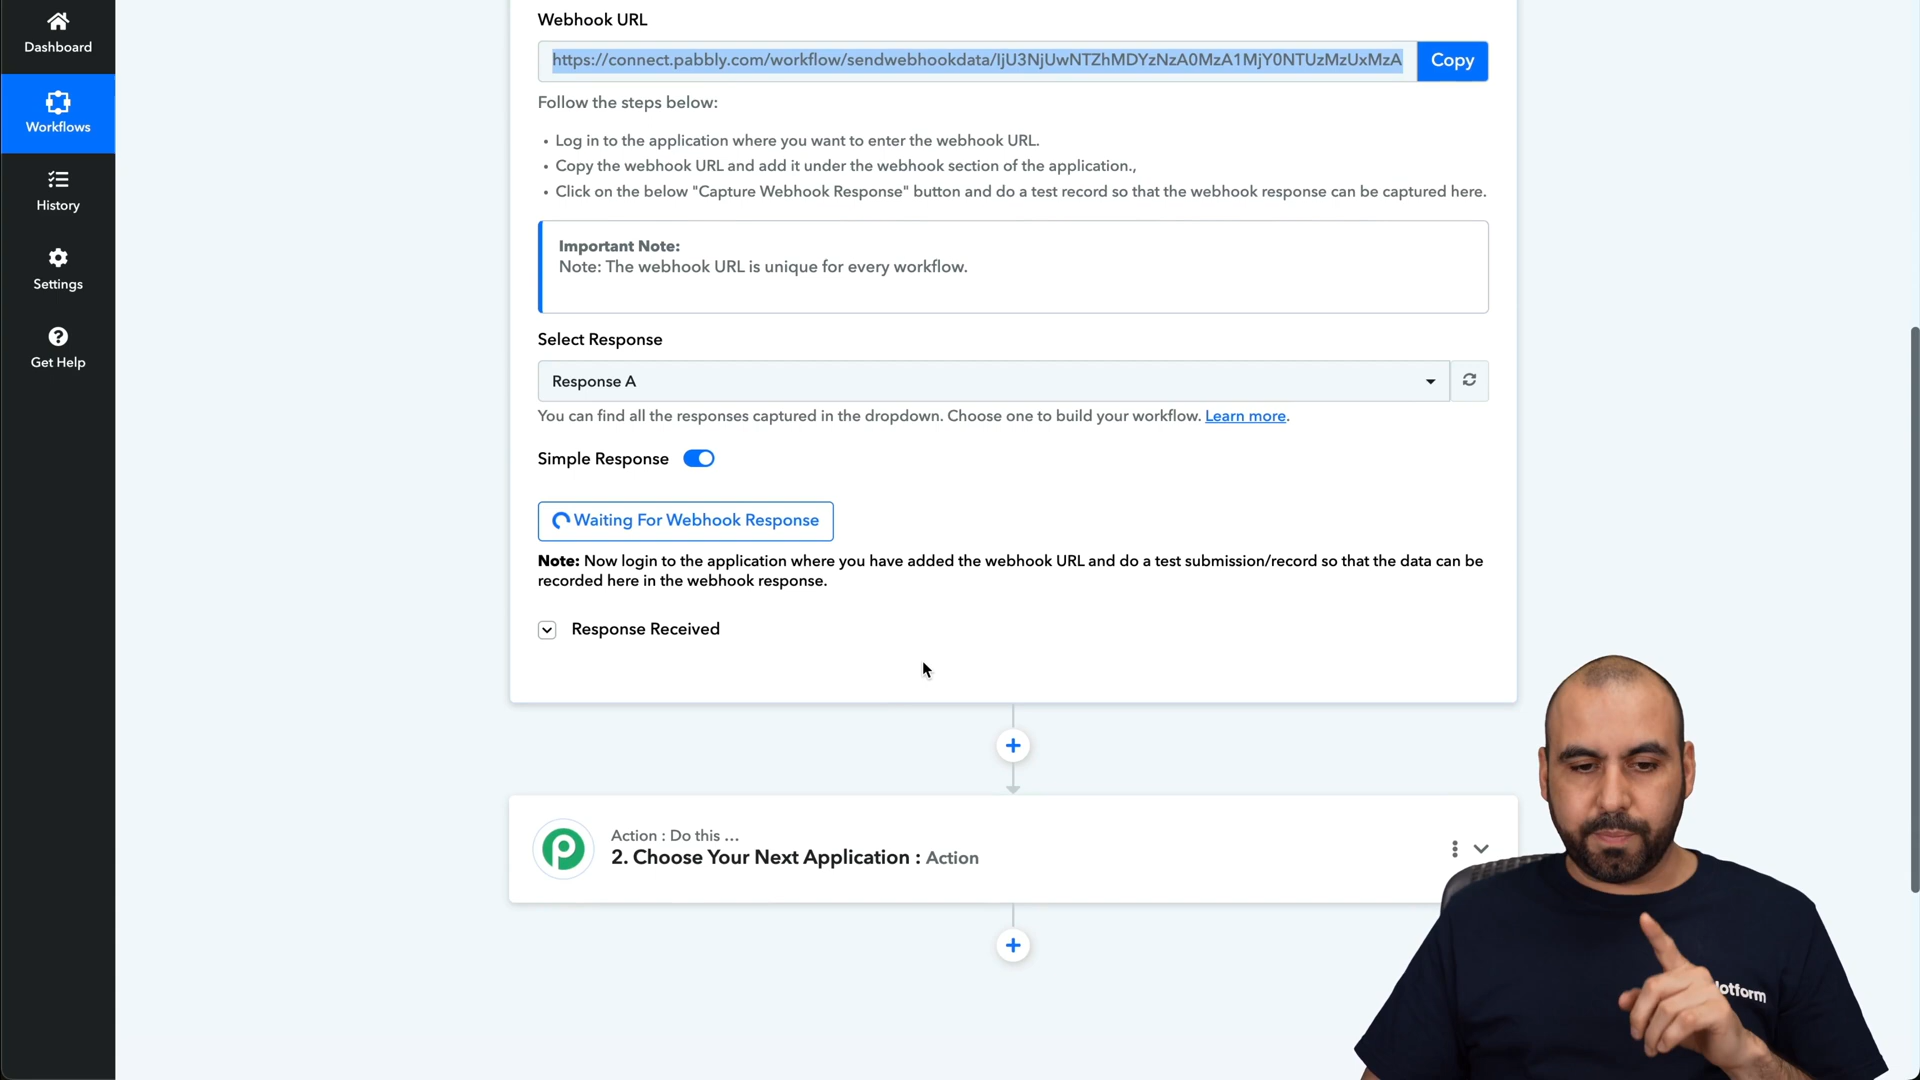 Dashboard
Workflows
History
Settings
Get Help
Webhook URL
https://connect.pabbly.com/workflow/sendwebhookdata/IjU3NjUwNTZhMDYzNzA0MzA1MjY0NTUzMzUxMzA
Copy
Follow the steps below:
• Log in to the application where you want to enter the webhook URL.
• Copy the webhook URL and add it under the webhook section of the application.,
• Click on the below "Capture Webhook Response" button and do a test record so that the webhook response can be captured here.
Important Note:
Note: The webhook URL is unique for every workflow.
Select Response
Response A
You can find all the responses captured in the dropdown. Choose one to build your workflow. Learn more.
Simple Response
Waiting For Webhook Response
Note: Now login to the application where you have added the webhook URL and do a test submission/record so that the data can be
recorded here in the webhook response.
Response Received
Action : Do this ...
2. Choose Your Next Application : Action
Jotform